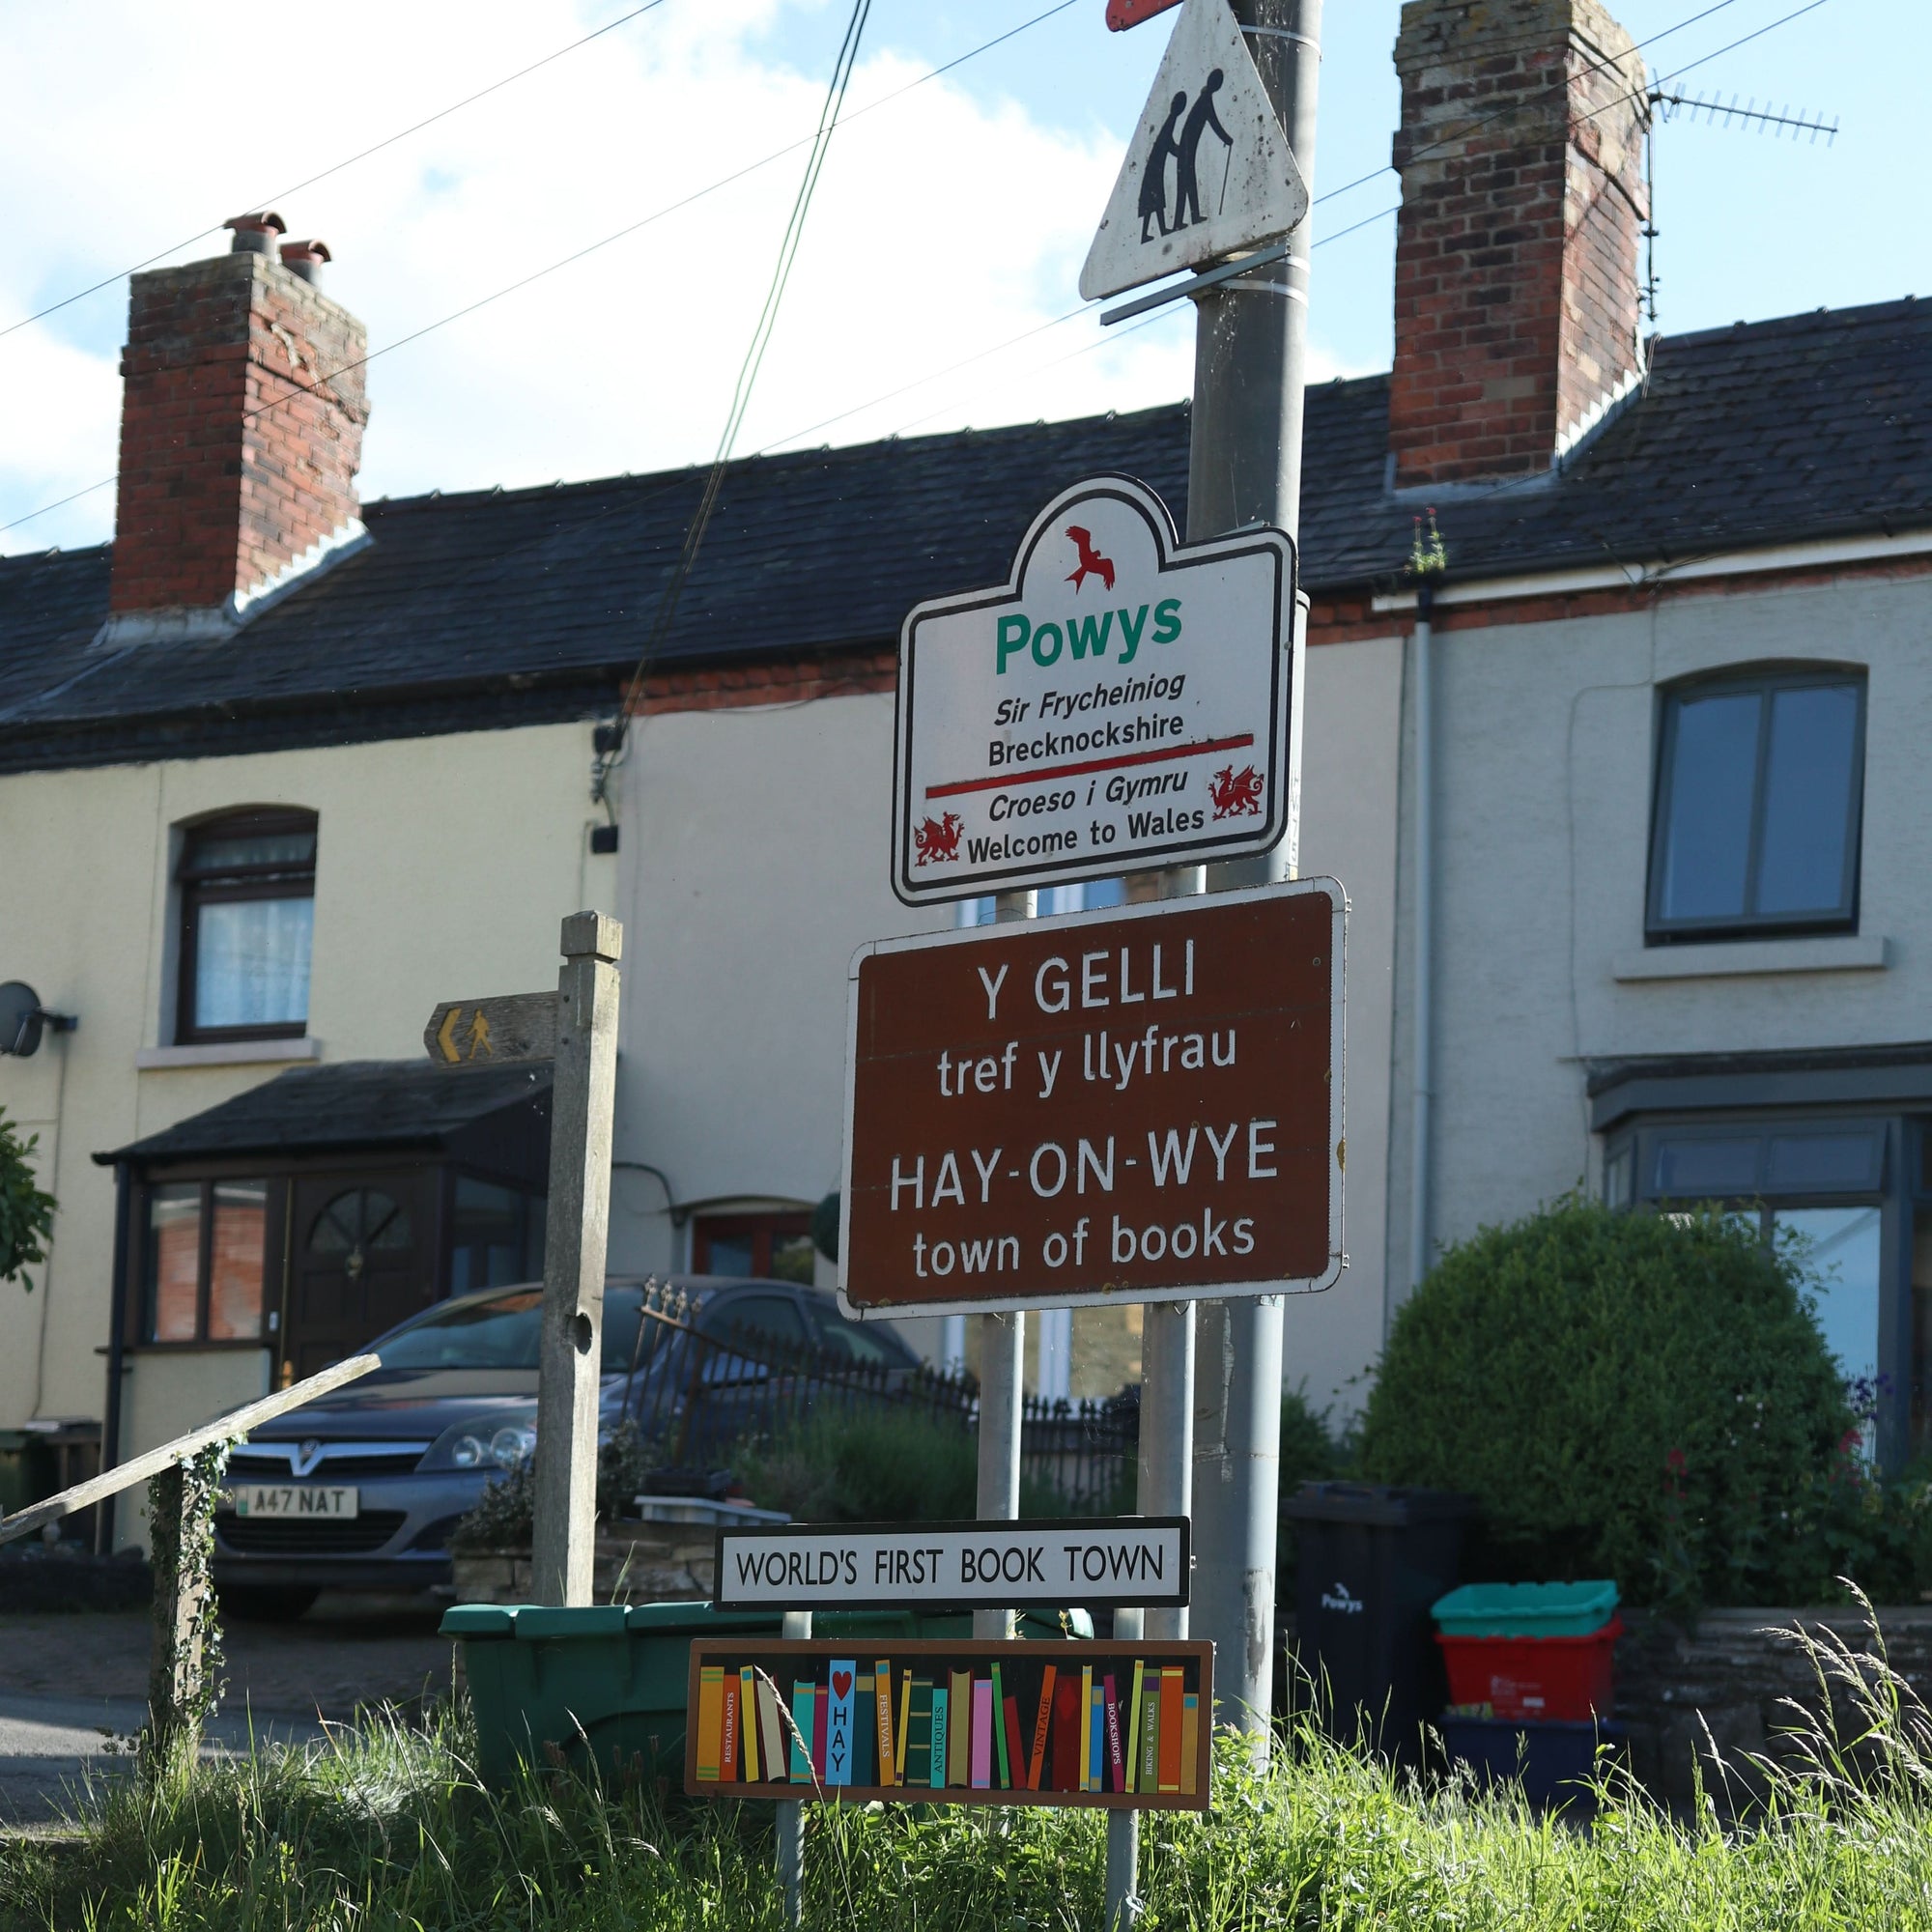 Powys
Sir Frycheiniog
Brecknockshire
Croeso i Gymru
Welcome to Wales
Y GELLI
tref y llyfrau
HAY-ON-WYE
town of books
A47 NAT
WORLD'S FIRST BOOK TOWN
Powys
RESTAURANTS
HAY
FESTIVALS
ANTIQUES
VINTAGE
BOOKSHOPS
BIKING & WALKS